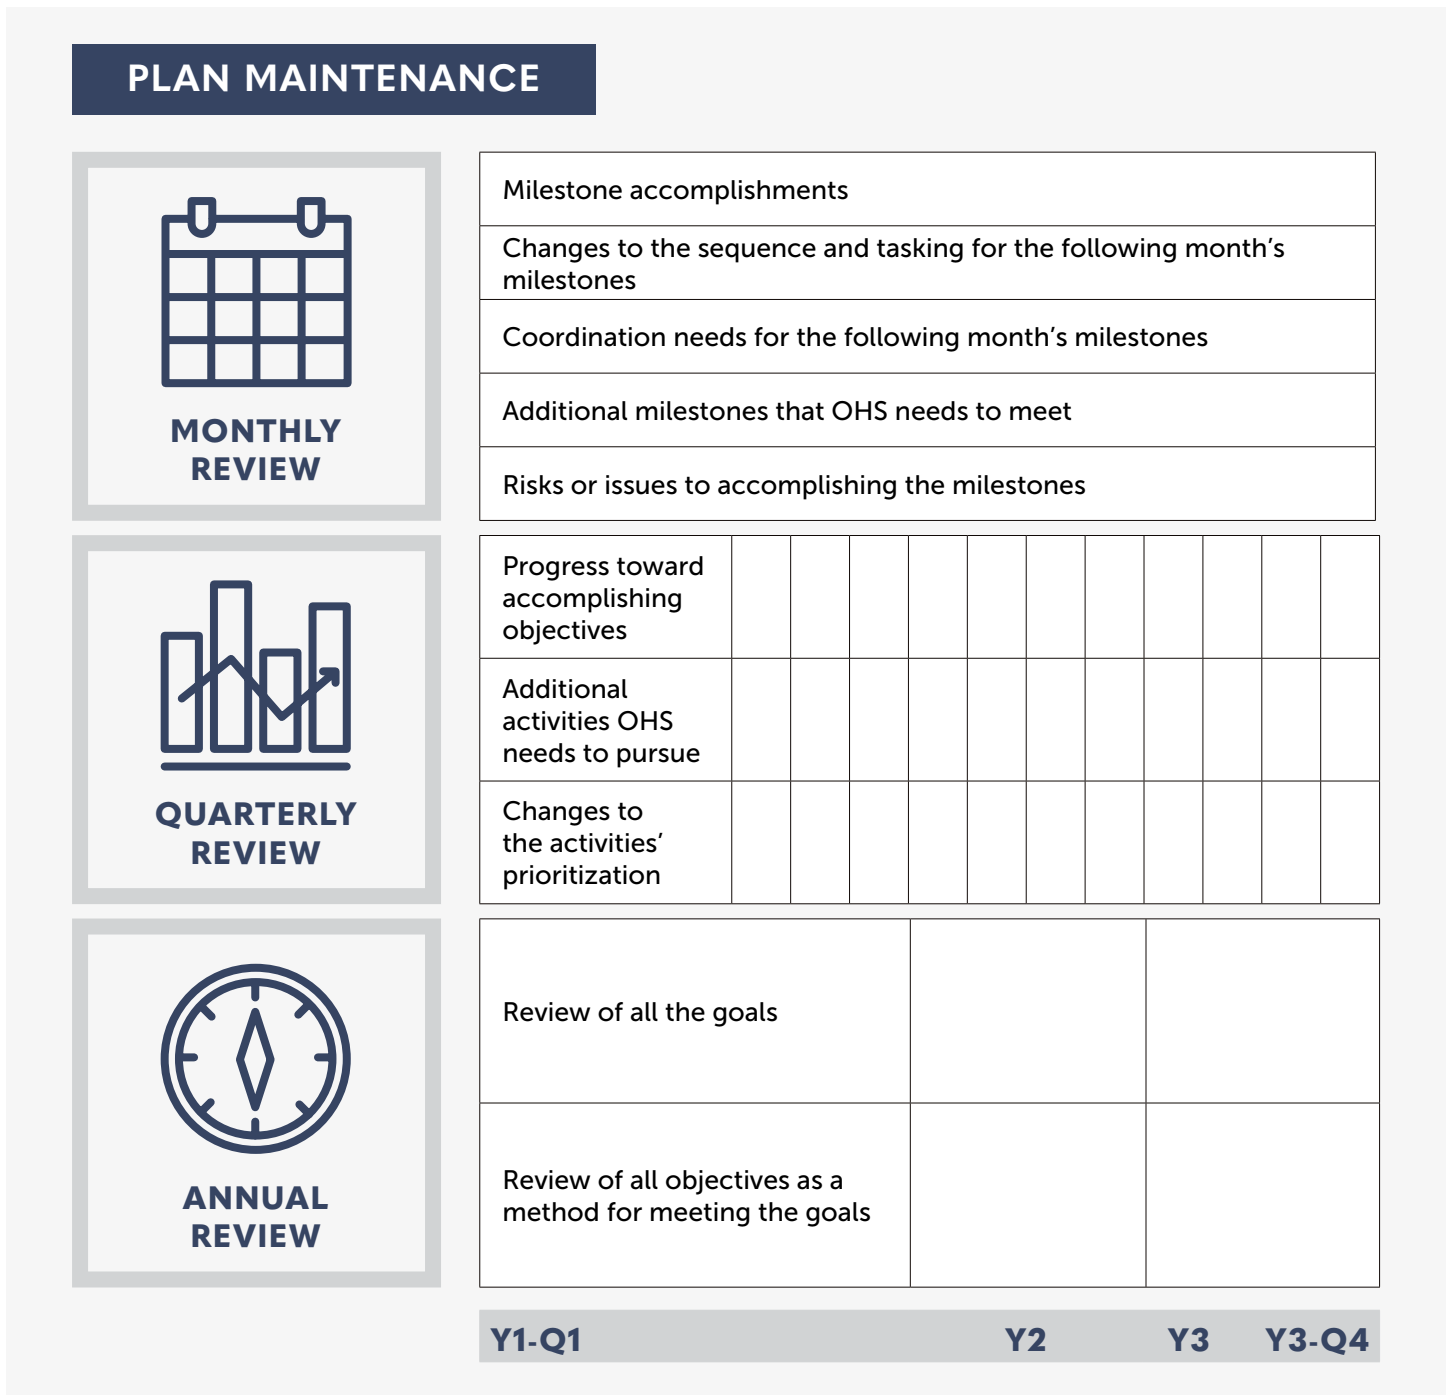 PLAN MAINTENANCE
MONTHLY
REVIEW
Milestone accomplishments
Changes to the sequence and tasking for the following month’s
milestones
Coordination needs for the following month’s milestones
Additional milestones that OHS needs to meet
Risks or issues to accomplishing the milestones
QUARTERLY
REVIEW
Progress toward
accomplishing
objectives
Additional
activities OHS
needs to pursue
Changes to
the activities’
prioritization
ANNUAL
REVIEW
Review of all the goals
Review of all objectives as a
method for meeting the goals
Y1-Q1 Y2 Y3 Y3-Q4